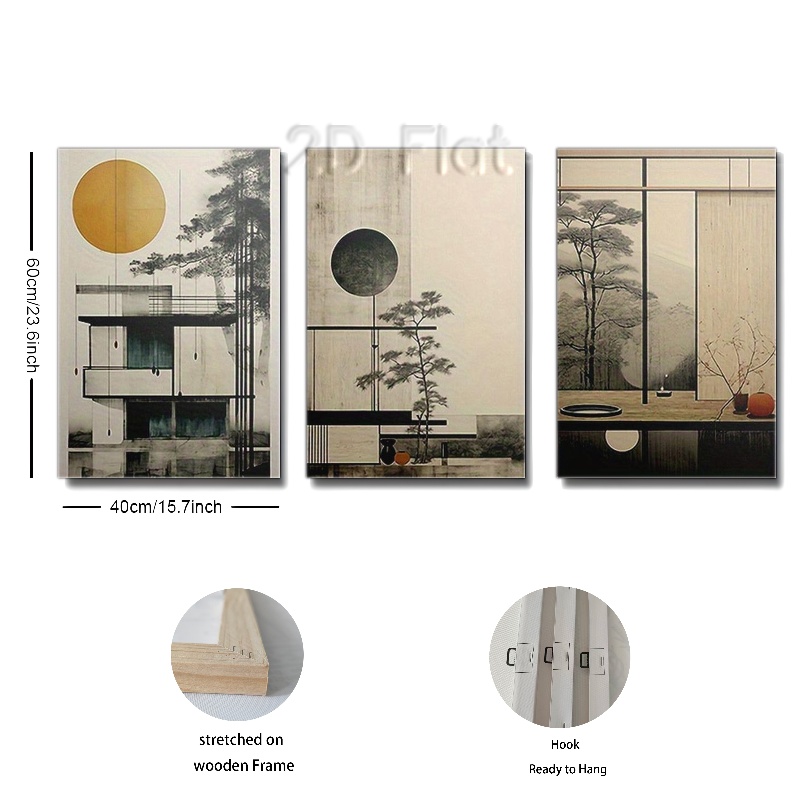 2D Flat
60cm/23.6inch
40cm/15.7inch
stretched on
wooden Frame
Hook
Ready to Hang